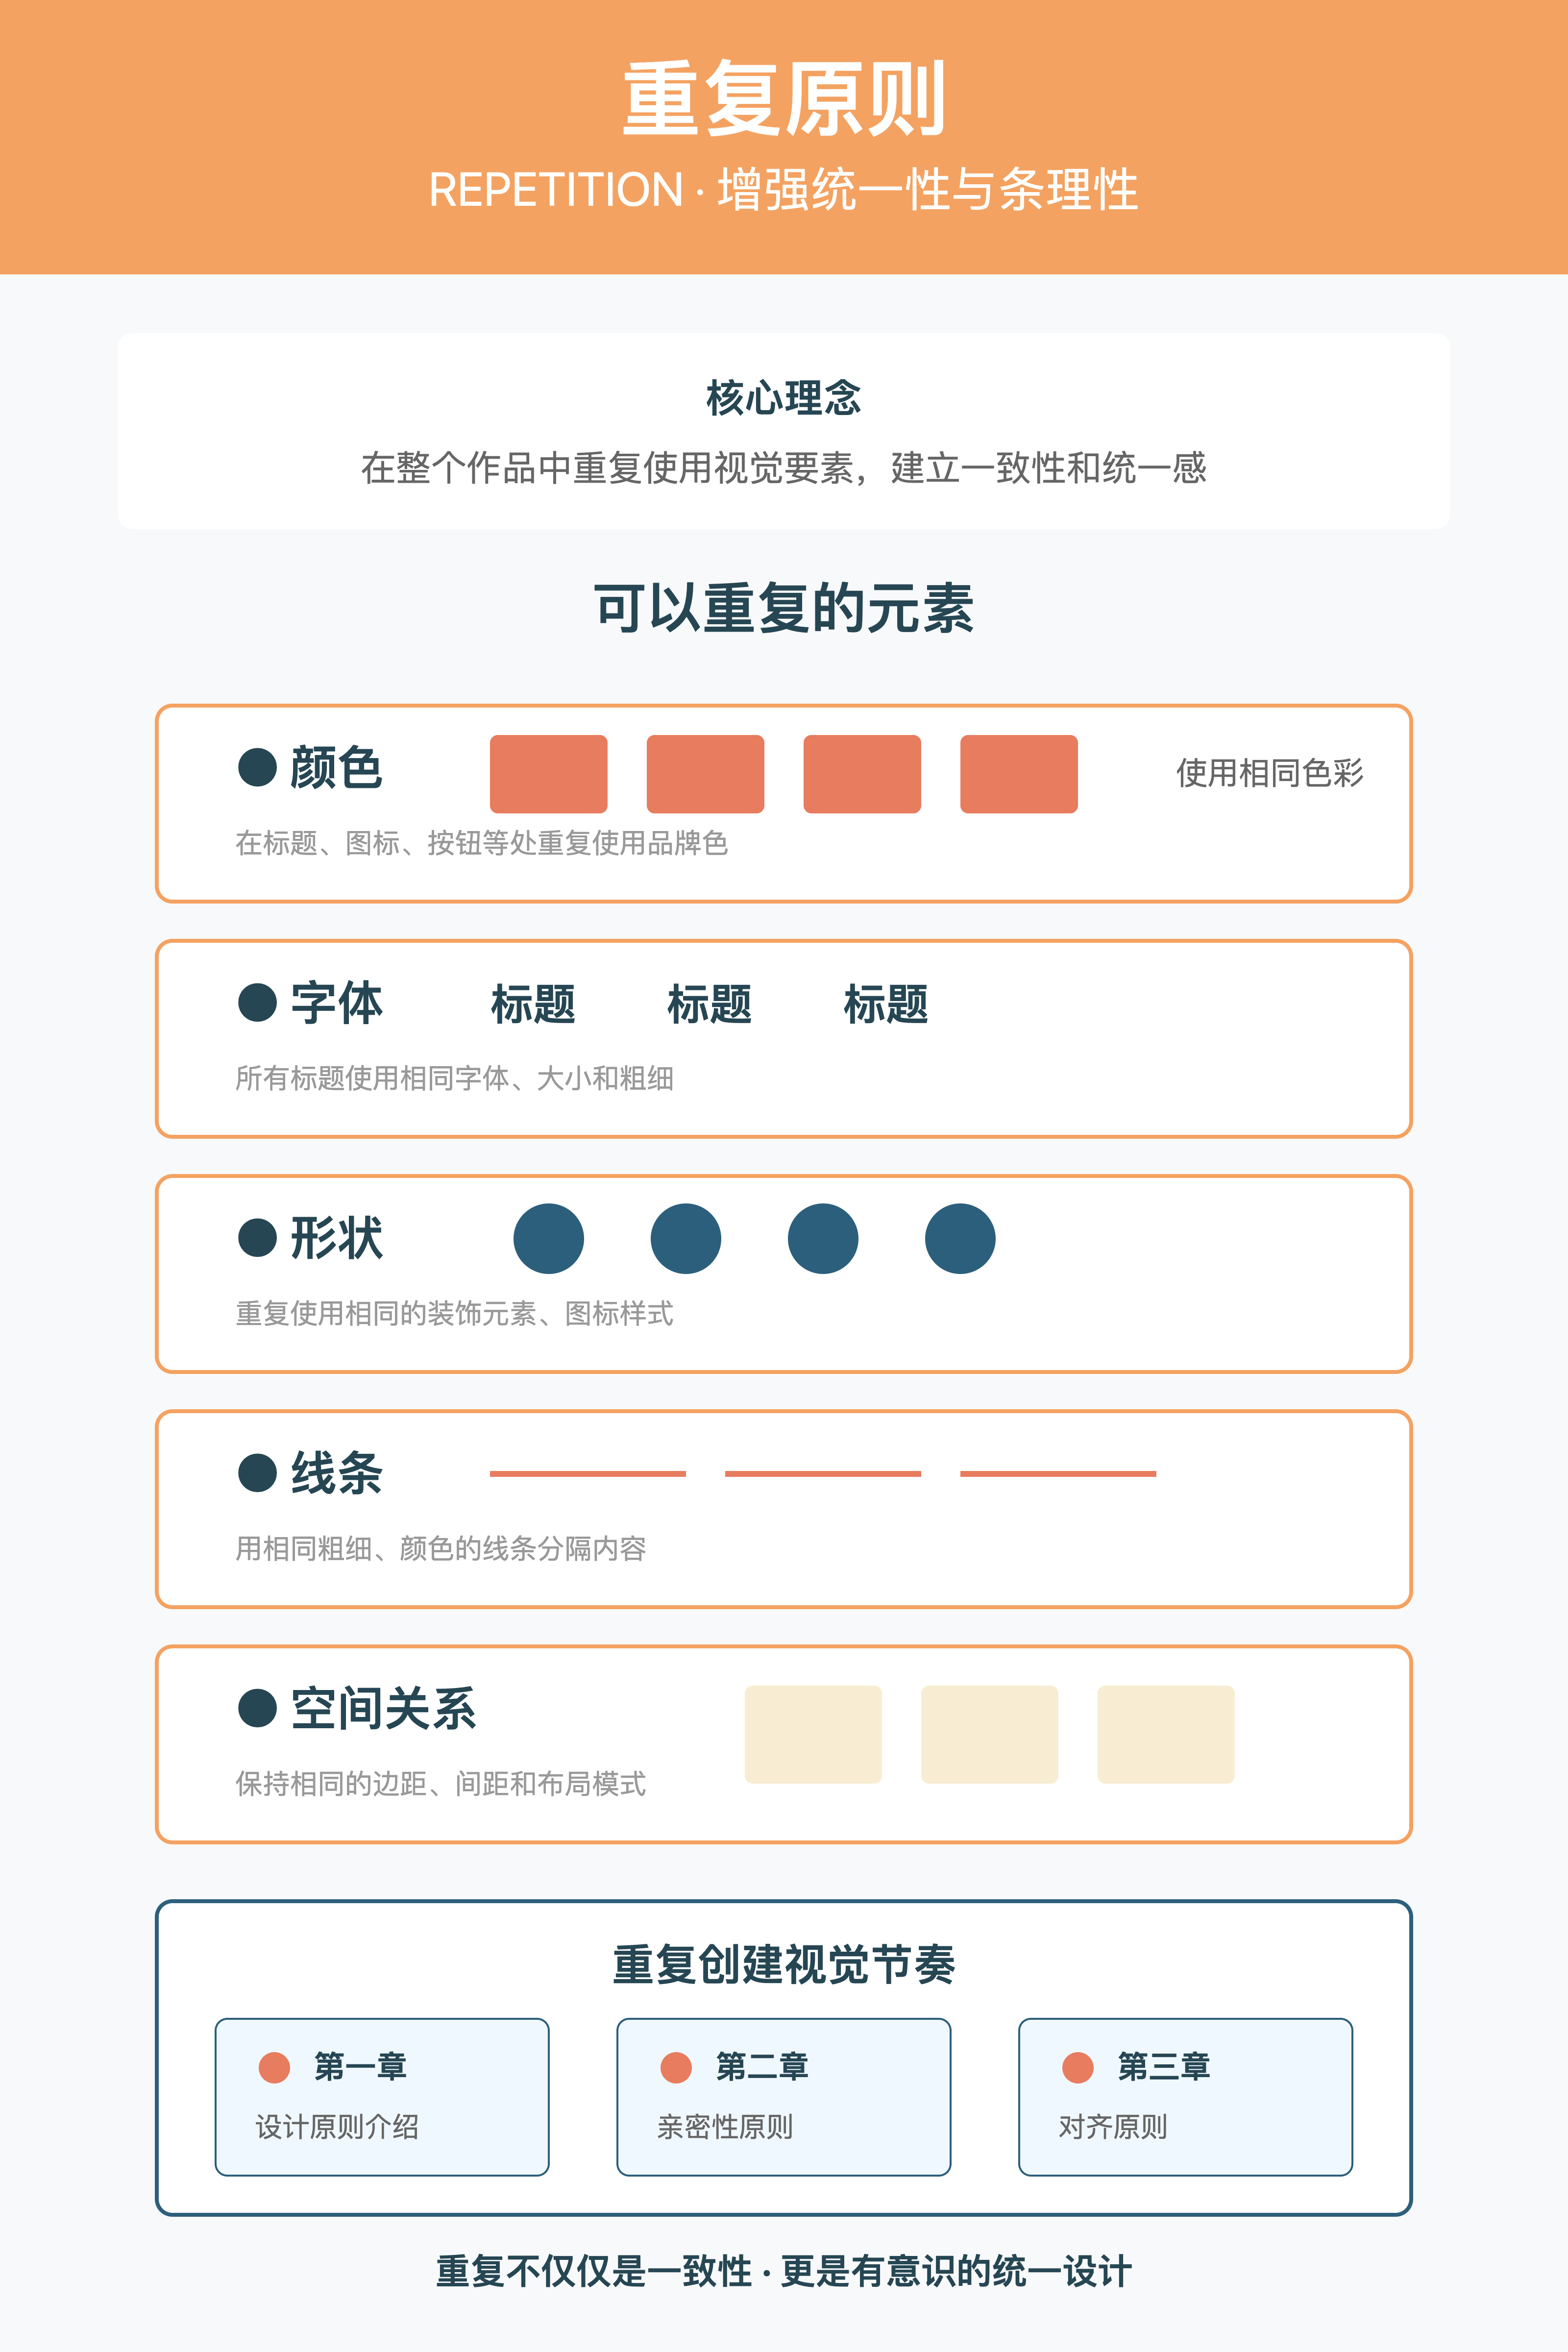 重复原则
REPETITION · 增强统一性与条理性
核心理念
在整个作品中重复使用视觉要素，建立一致性和统一感
可以重复的元素
● 颜色
使用相同色彩
在标题、图标、按钮等处重复使用品牌色
● 字体
标题 标题 标题
所有标题使用相同字体、大小和粗细
● 形状
重复使用相同的装饰元素、图标样式
● 线条
用相同粗细、颜色的线条分隔内容
● 空间关系
保持相同的边距、间距和布局模式
重复创建视觉节奏
第一章
设计原则介绍
第二章
亲密性原则
第三章
对齐原则
重复不仅仅是一致性 · 更是有意识的统一设计